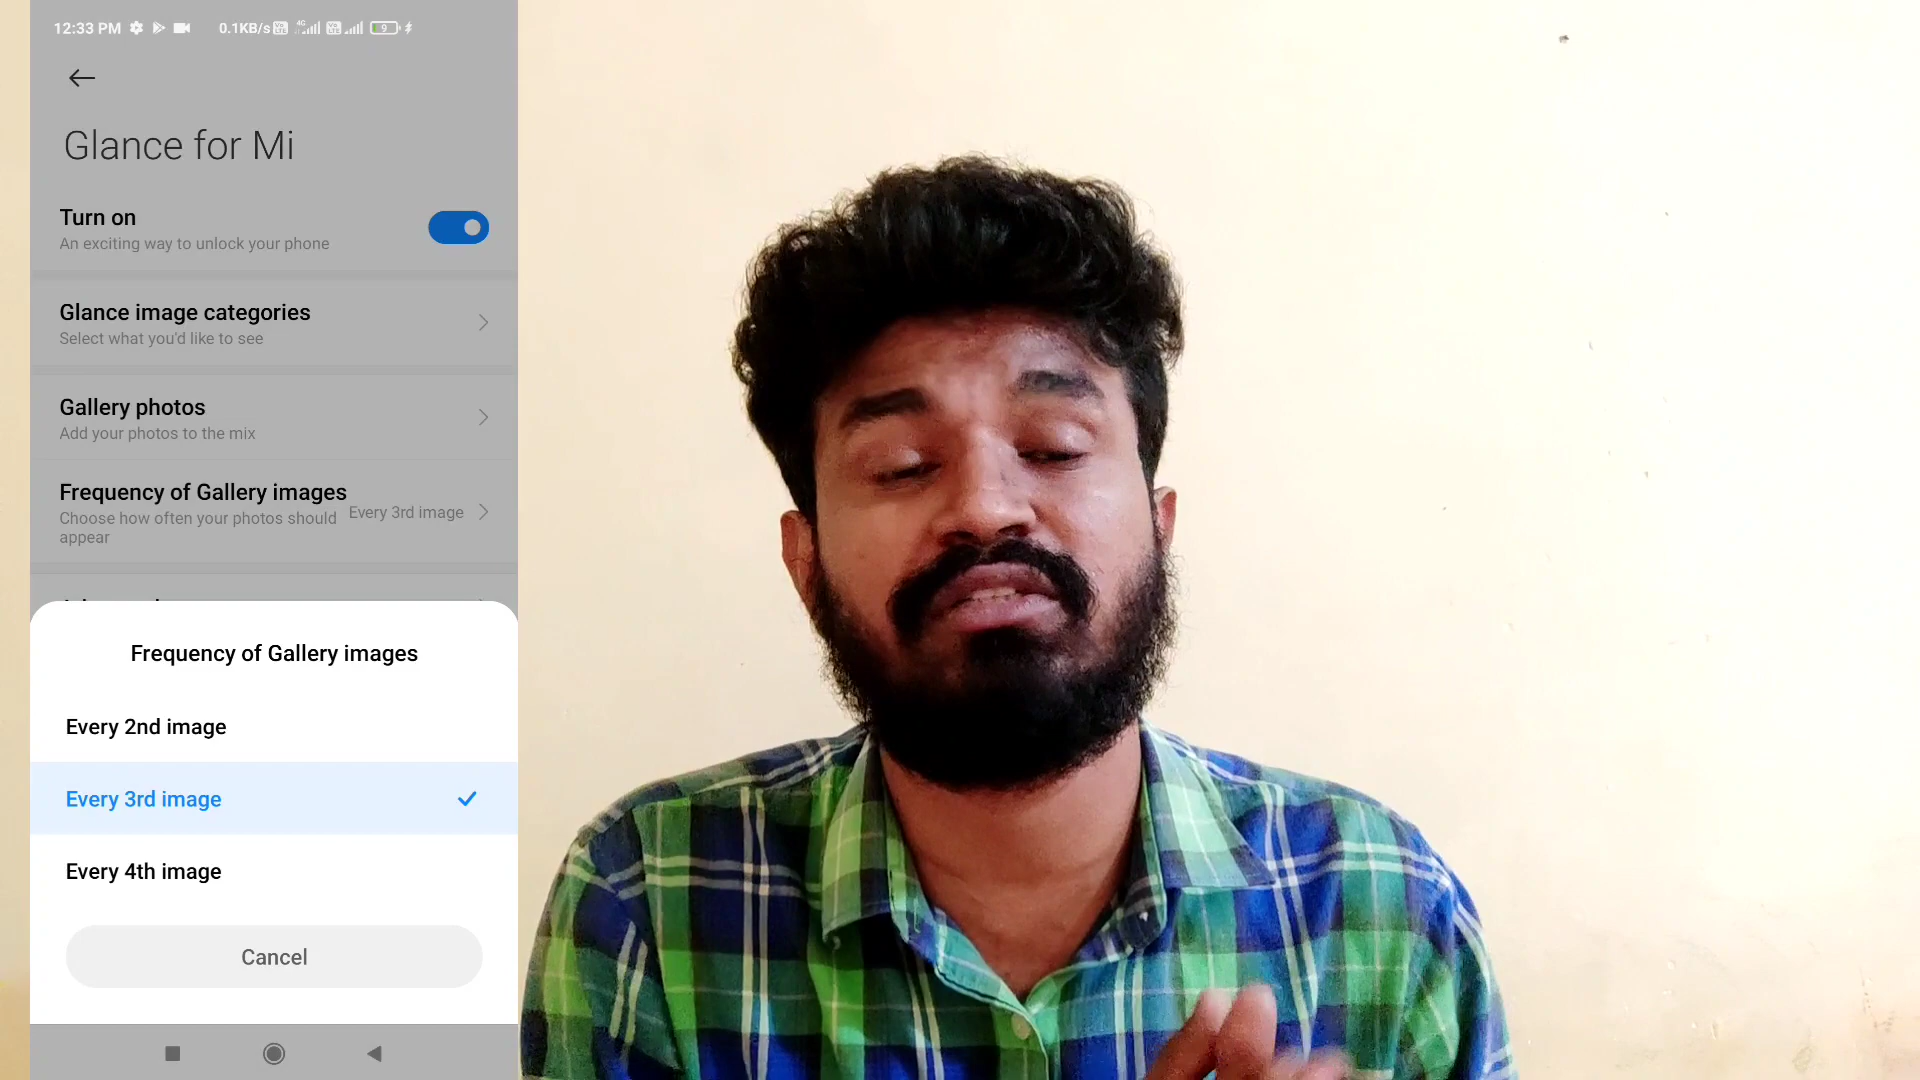 12:33 PM 0.1KB/s 4G 9
Glance for Mi
Turn on
An exciting way to unlock your phone
Glance image categories
Select what you'd like to see
Gallery photos
Add your photos to the mix
Frequency of Gallery images
Choose how often your photos should
appear
Every 3rd image
Frequency of Gallery images
Every 2nd image
Every 3rd image
Every 4th image
Cancel